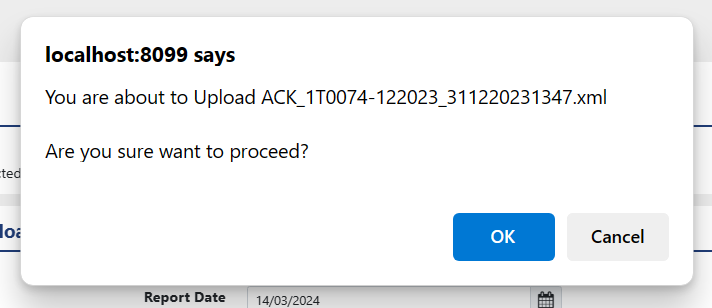 localhost:8099 says
You are about to Upload ACK_1T0074-122023_311220231347.xml
Are you sure want to proceed?
OK
Cancel
Report Date
14/03/2024